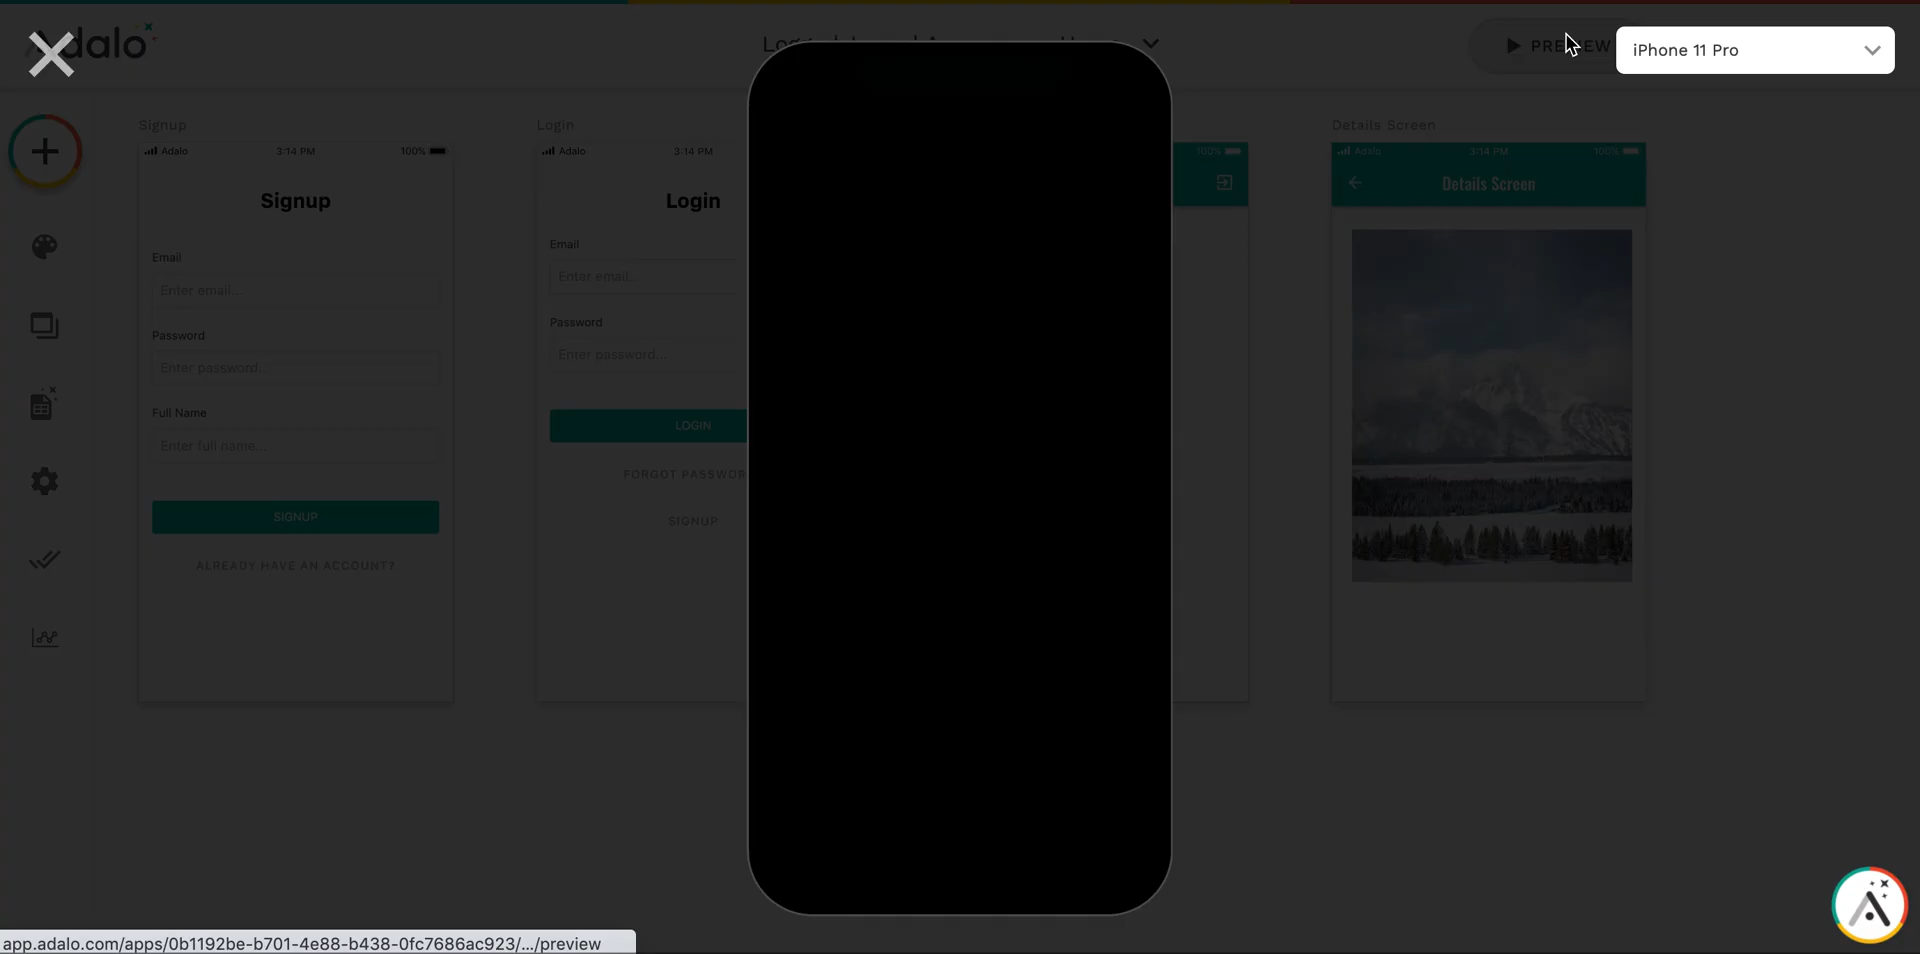 Adalo
PREVIEW
iPhone 11 Pro
Signup
Adalo
3:14 PM
100%
Signup
Email
Enter email...
Password
Enter password...
Full Name
Enter full name...
SIGNUP
ALREADY HAVE AN ACCOUNT?
Login
Adalo
3:14 PM
Login
Email
Enter email...
Password
Enter password...
LOGIN
FORGOT PASSWOR
SIGNUP
100%
Details Screen
Adalo
3:14 PM
100%
Details Screen
app.adalo.com/apps/0b1192be-b701-4e88-b438-0fc7686ac923/.../preview